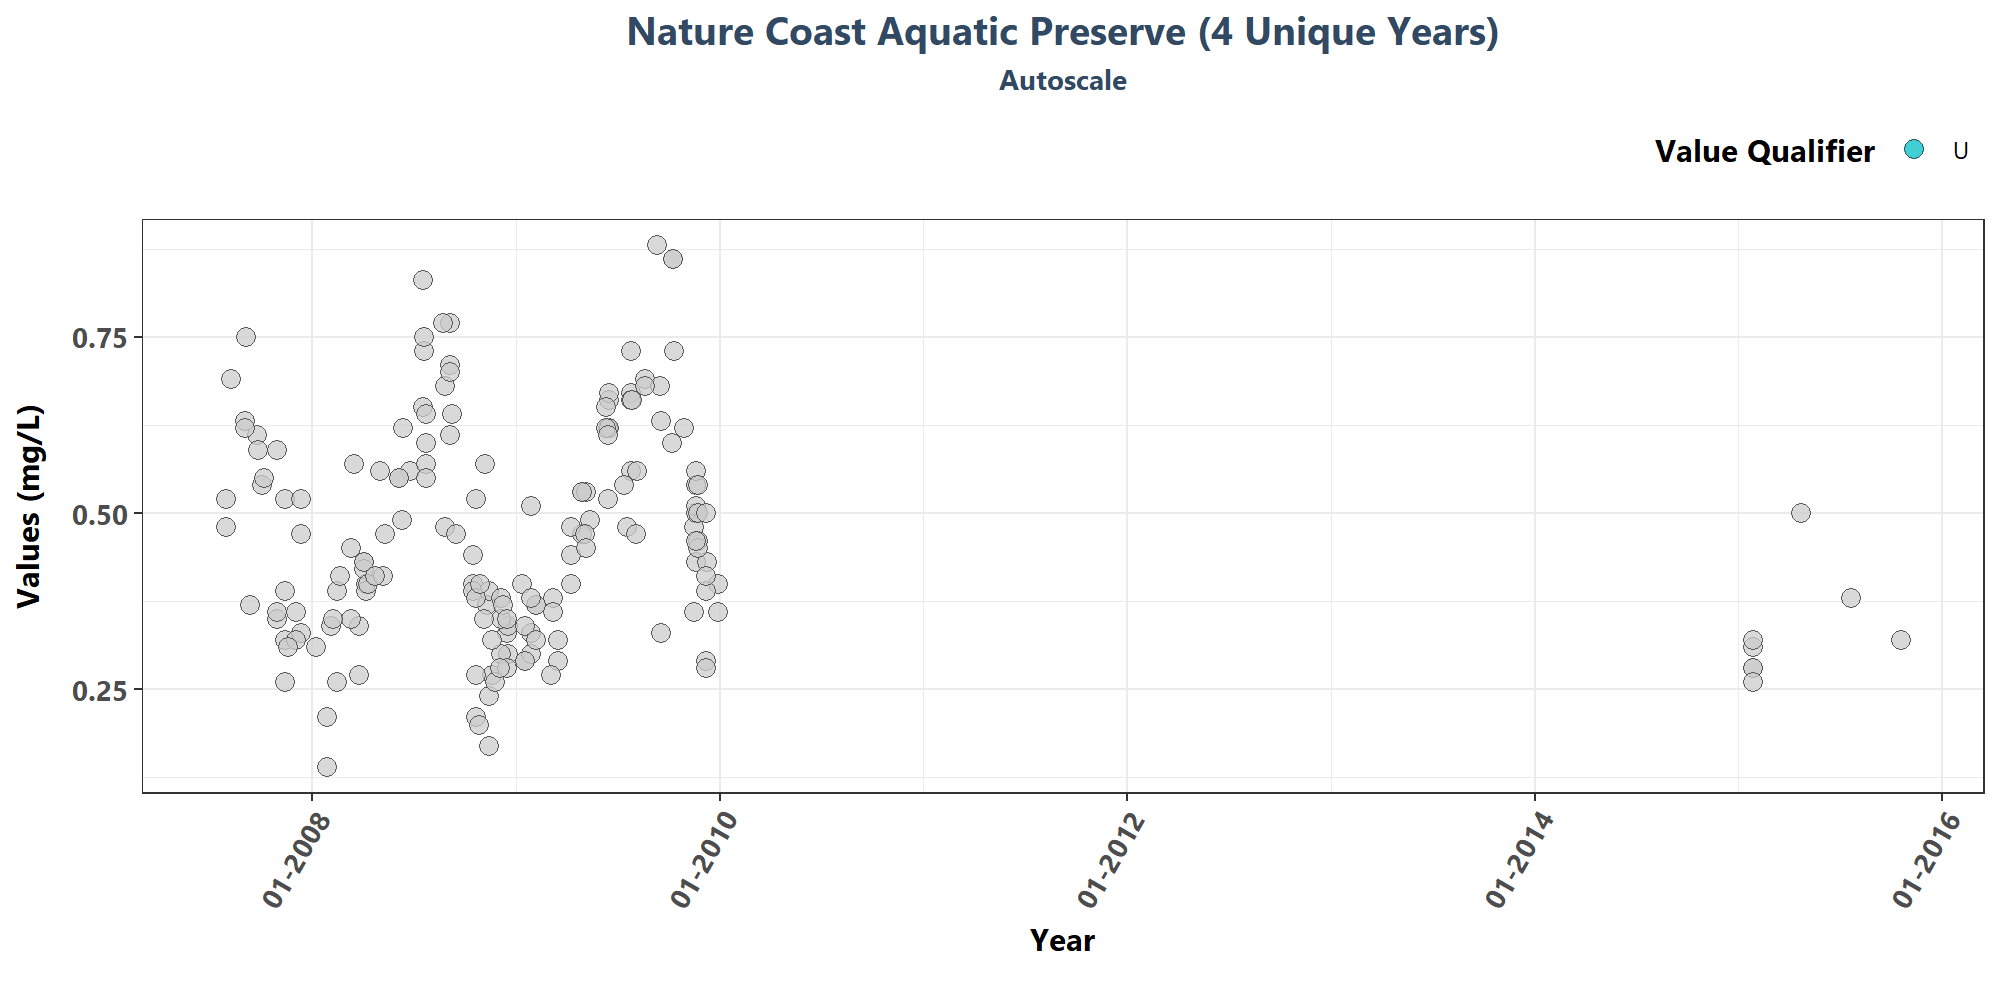 Nature Coast Aquatic Preserve (4 Unique Years)
Autoscale
Value Qualifier U
Values (mg/L)
0.75
0.50
0.25
01-2008 01-2010 01-2012 01-2014 01-2016
Year